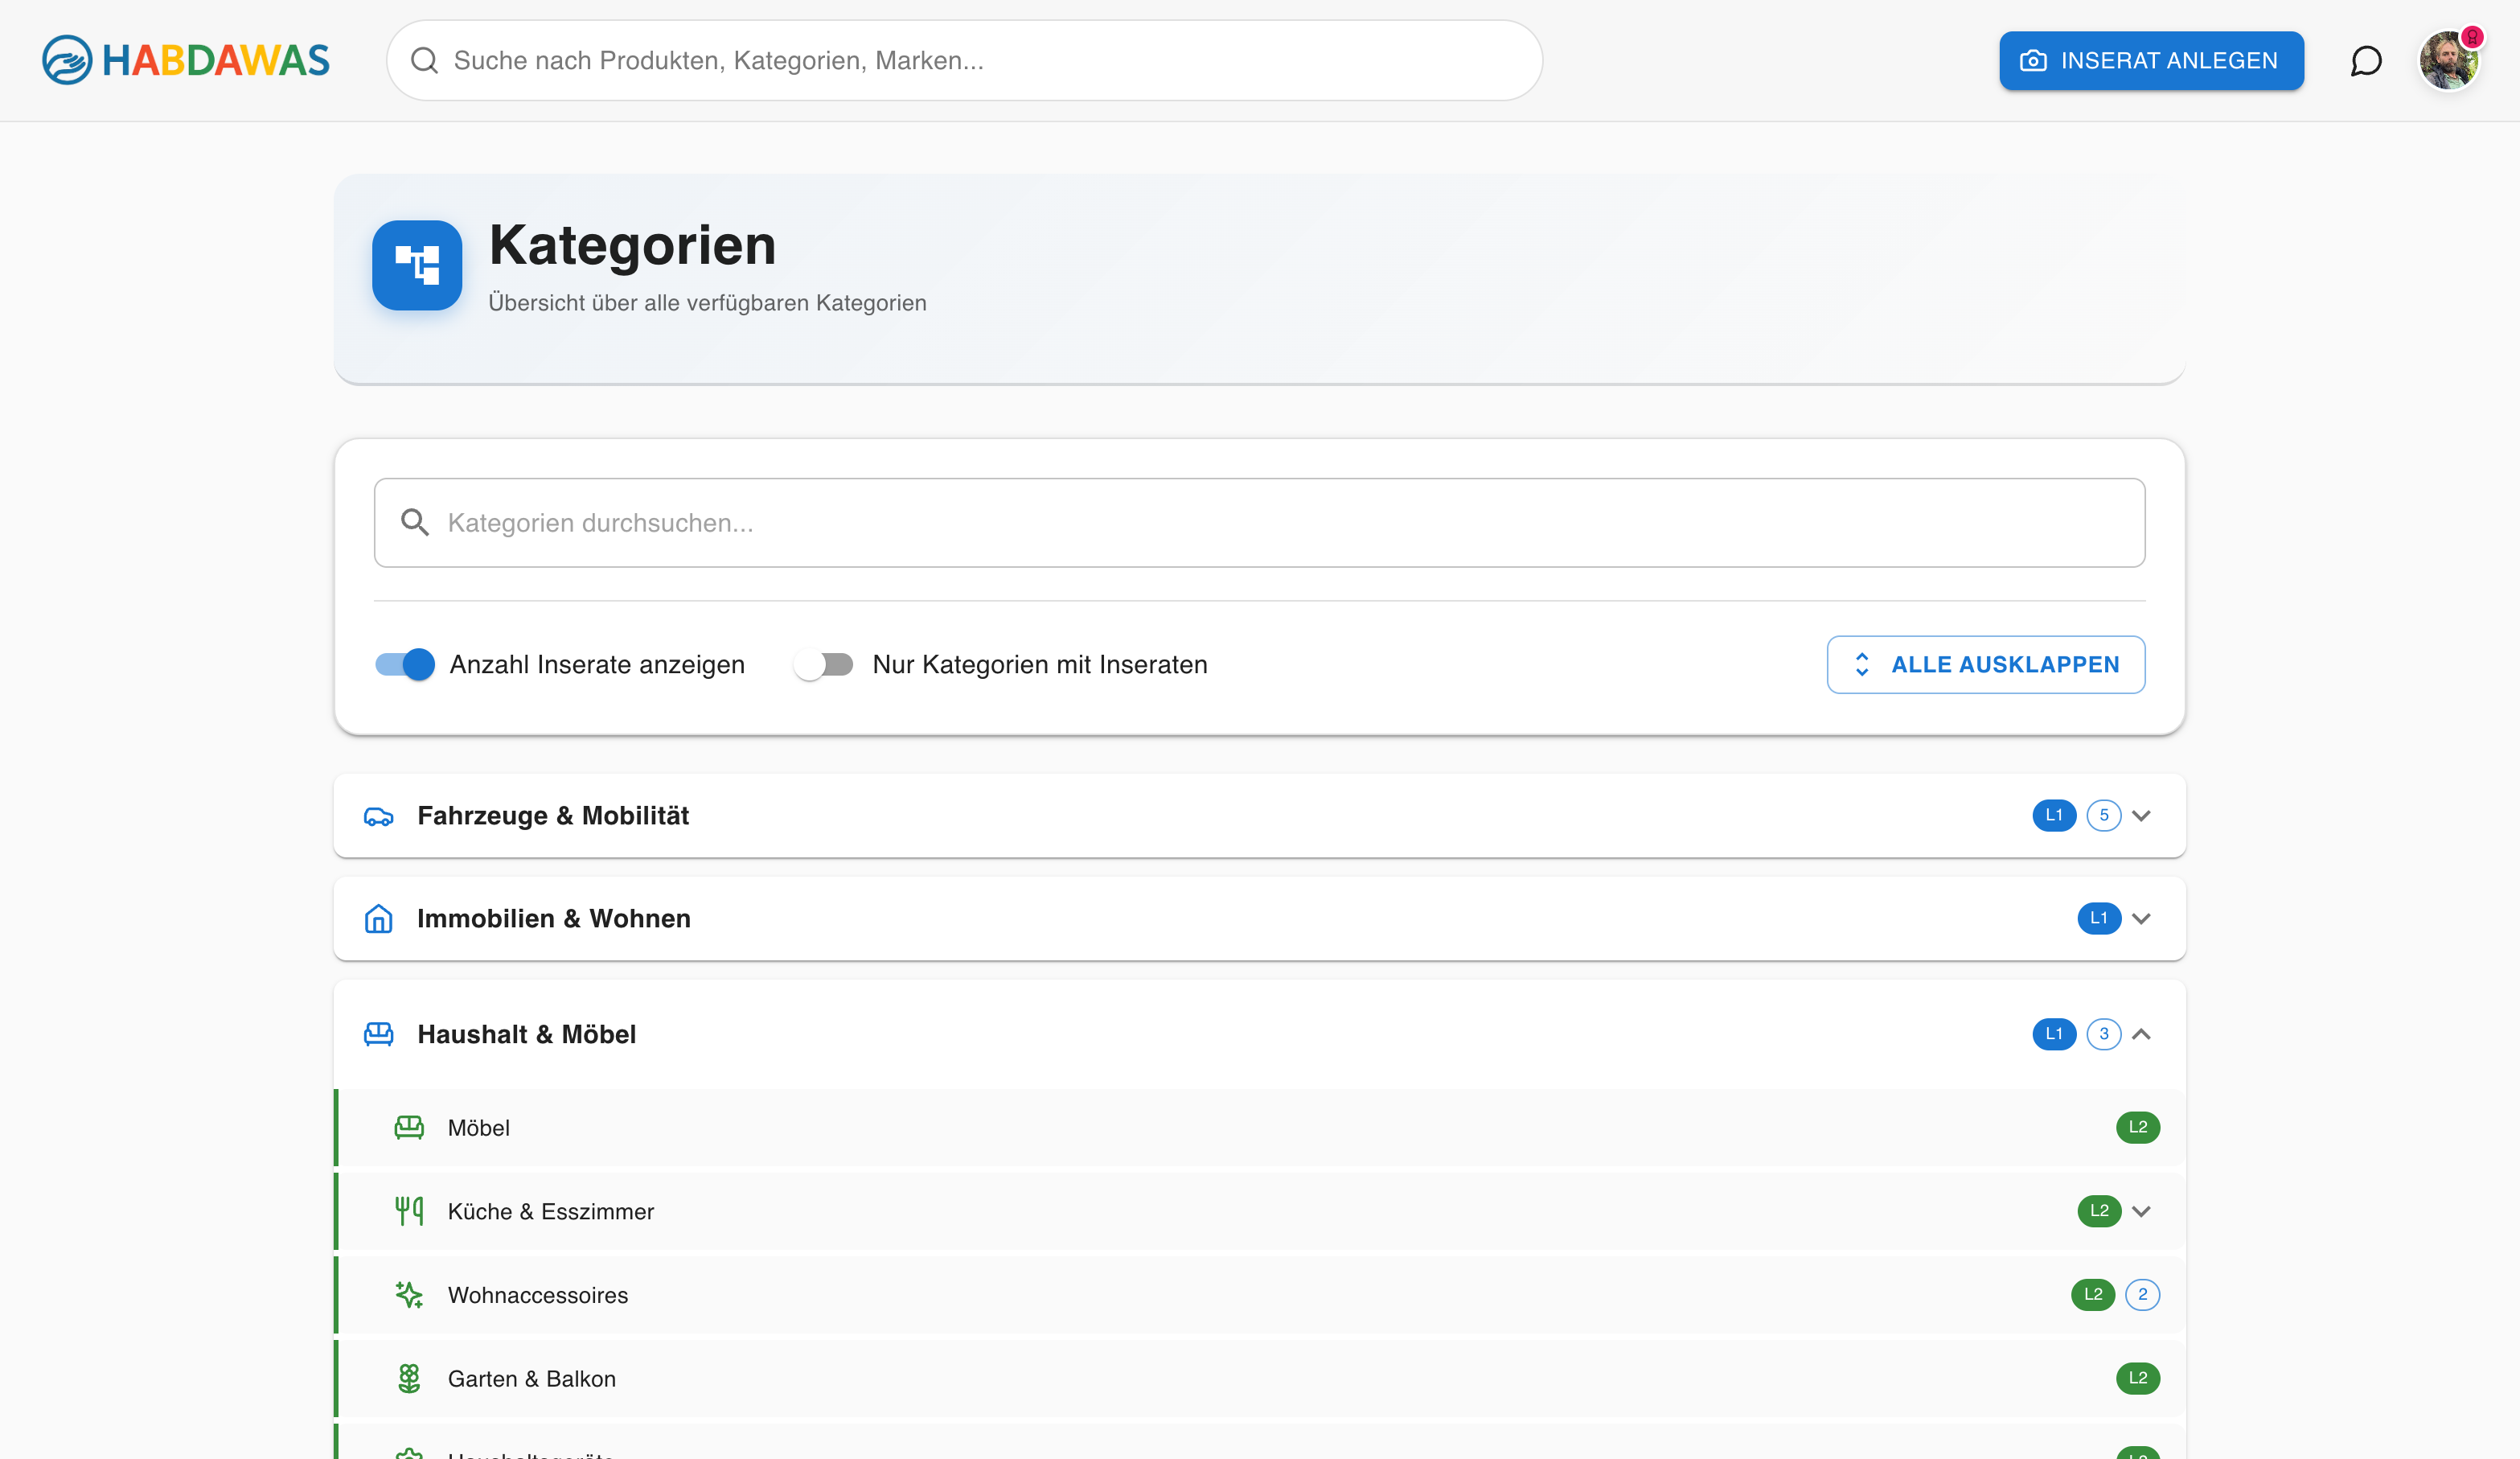 HABDAWAS
Suche nach Produkten, Kategorien, Marken...
INSERAT ANLEGEN
Kategorien
Übersicht über alle verfügbaren Kategorien
Kategorien durchsuchen...
Anzahl Inserate anzeigen
Nur Kategorien mit Inseraten
ALLE AUSKLAPPEN
Fahrzeuge & Mobilität
L1
5
Immobilien & Wohnen
L1
Haushalt & Möbel
L1
3
Möbel
L2
Küche & Esszimmer
L2
Wohnaccessoires
L2
2
Garten & Balkon
L2